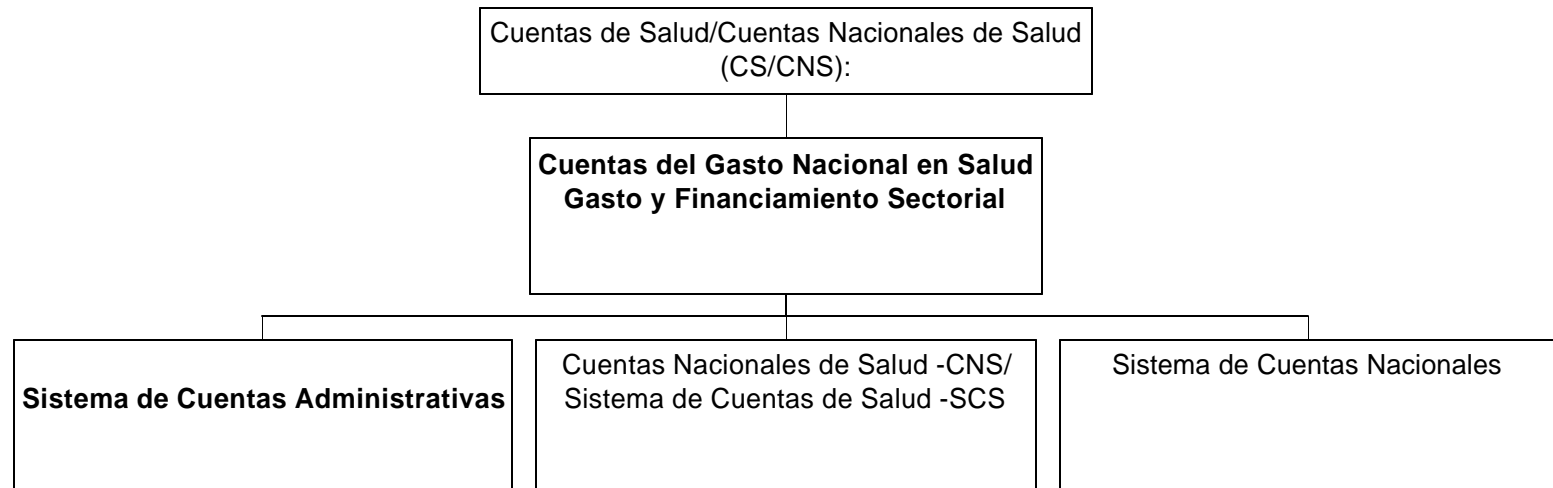 Cuentas de Salud/Cuentas Nacionales de Salud
(CS/CNS):
Cuentas del Gasto Nacional en Salud
Gasto y Financiamiento Sectorial
Sistema de Cuentas Administrativas
Cuentas Nacionales de Salud -CNS/
Sistema de Cuentas de Salud -SCS
Sistema de Cuentas Nacionales